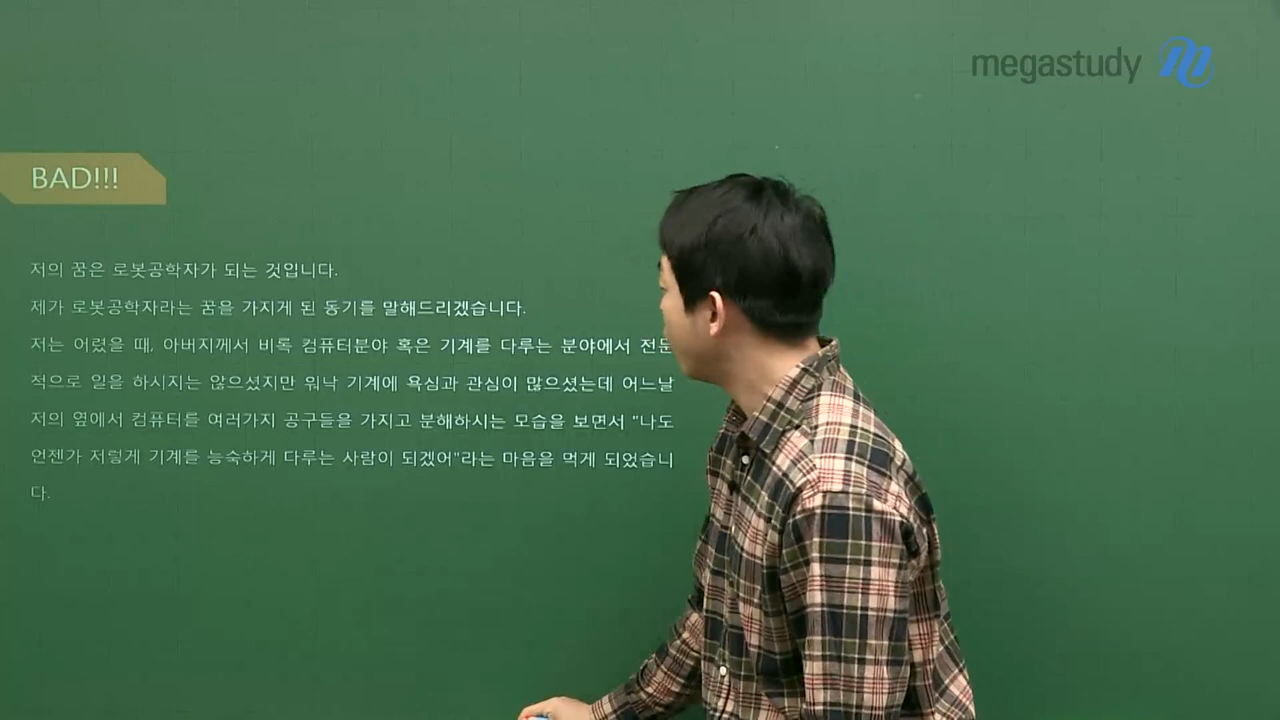 megastudy
BAD!!!
저의 꿈은 로봇공학자가 되는 것입니다.
제가 로봇공학자라는 꿈을 가지게 된 동기를 말해드리겠습니다.
저는 어렸을 때, 아버지께서 비록 컴퓨터분야 혹은 기계를 다루는 분야에서 전문
적으로 일을 하시지는 않으셨지만 워낙 기계에 욕심과 관심이 많으셨는데 어느날
저의 옆에서 컴퓨터를 여러가지 공구들을 가지고 분해하시는 모습을 보면서 "나도
언젠가 저렇게 기계를 능숙하게 다루는 사람이 되겠어"라는 마음을 먹게 되었습니
다.